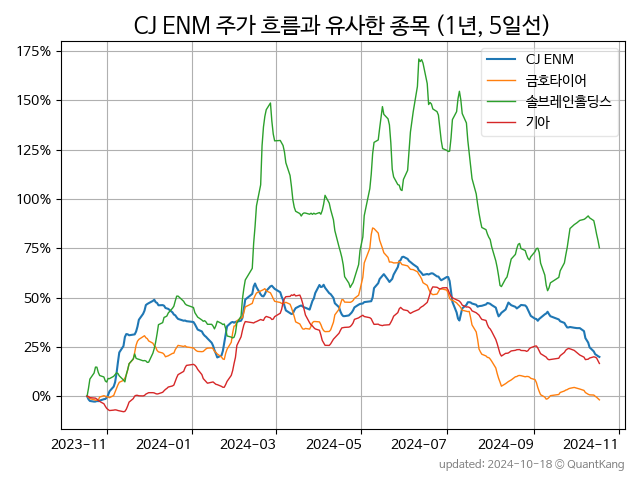 CJ ENM 주가 흐름과 유사한 종목 (1년, 5일선)
175%
150%
125%
100%
75%
50%
25%
0%
CJ ENM
금호타이어
솔브레인홀딩스
기아
2023-11
2024-01
2024-03
2024-05
2024-07
2024-09
2024-11
updated: 2024-10-18 © QuantKang